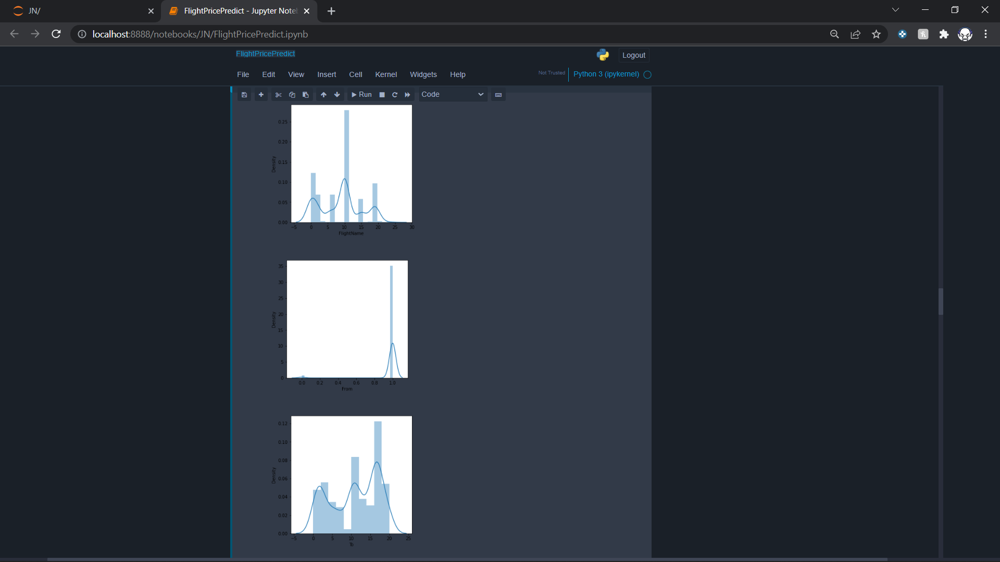 JN/
FlightPricePredict - Jupyter Note
localhost:8888/notebooks/JN/FlightPricePredict.ipynb
FlightPricePredict
Logout
File Edit View Insert Cell Kernel Widgets Help
Not Trusted
Python 3 (ipykernel)
Run
Code
0.25
0.20
0.15
0.10
0.05
0.00
Density
-5 0 5 10 15 20 25 30
FlightName
35
30
25
20
15
10
5
0
Density
0.0 0.2 0.4 0.6 0.8 1.0
From
0.12
0.10
0.08
0.06
0.04
0.02
0.00
Density
-5 0 5 10 15 20 25
To